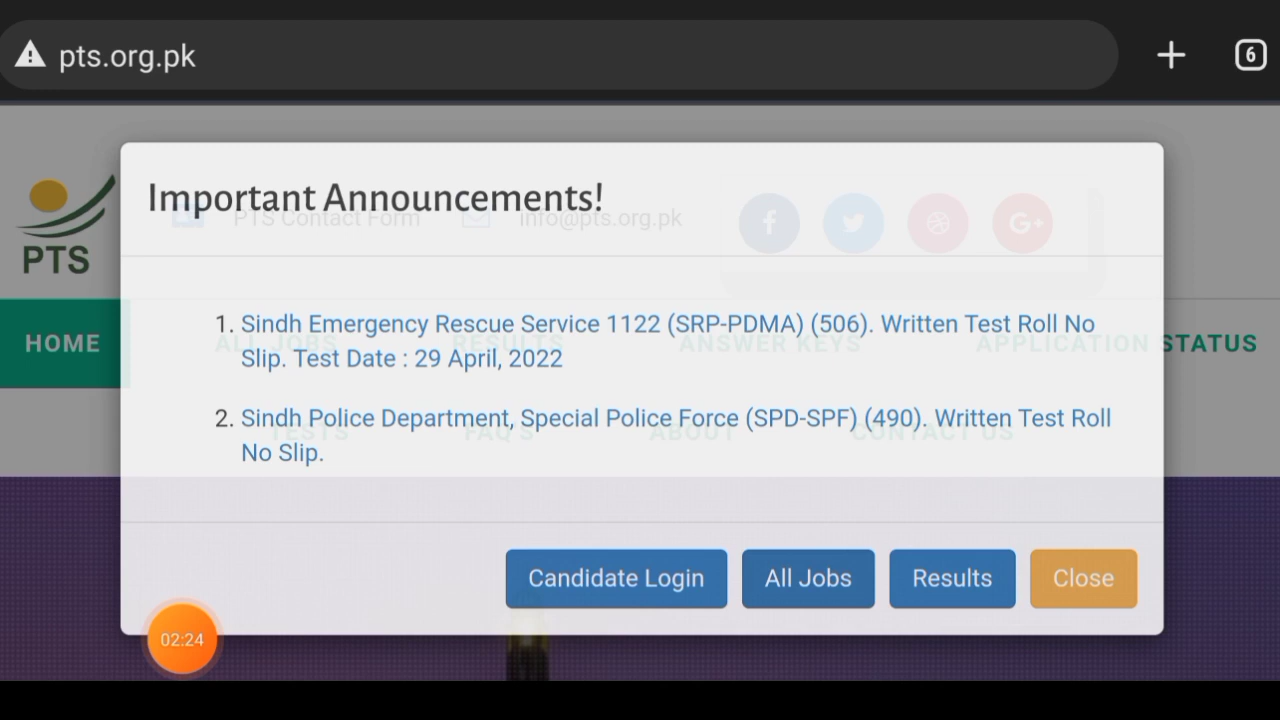 pts.org.pk
6
Important Announcements!
PTS Contact Form
info@pts.org.pk
PTS
1. Sindh Emergency Rescue Service 1122 (SRP-PDMA) (506). Written Test Roll No
Slip. Test Date : 29 April, 2022
HOME
ALL JOBS
RESULTS
ANSWER KEYS
APPLICATION STATUS
2. Sindh Police Department, Special Police Force (SPD-SPF) (490). Written Test Roll
No Slip.
TESTS
FAQ'S
ABOUT
CONTACT US
Candidate Login
All Jobs
Results
Close
02:24